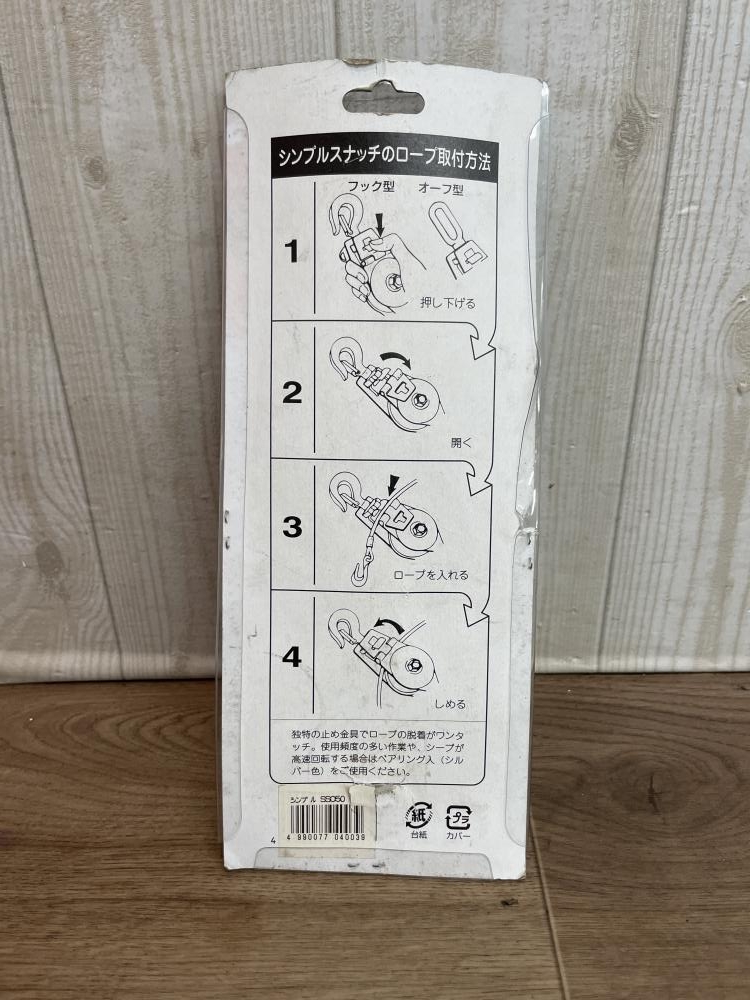 シンプルスナッチのロープ取付方法
フック型 オーフ型
1
押し下げる
2
開く
3
ロープを入れる
4
しめる
独特の止め金具でロープの脱着がワンタ
ッチ。使用頻度の多い作業や、シーブが
高速回転する場合はベアリング入（シル
バー色）をご使用ください。
シンプル SS050
4 990077 040039
紙
台紙
プラ
カバー
4